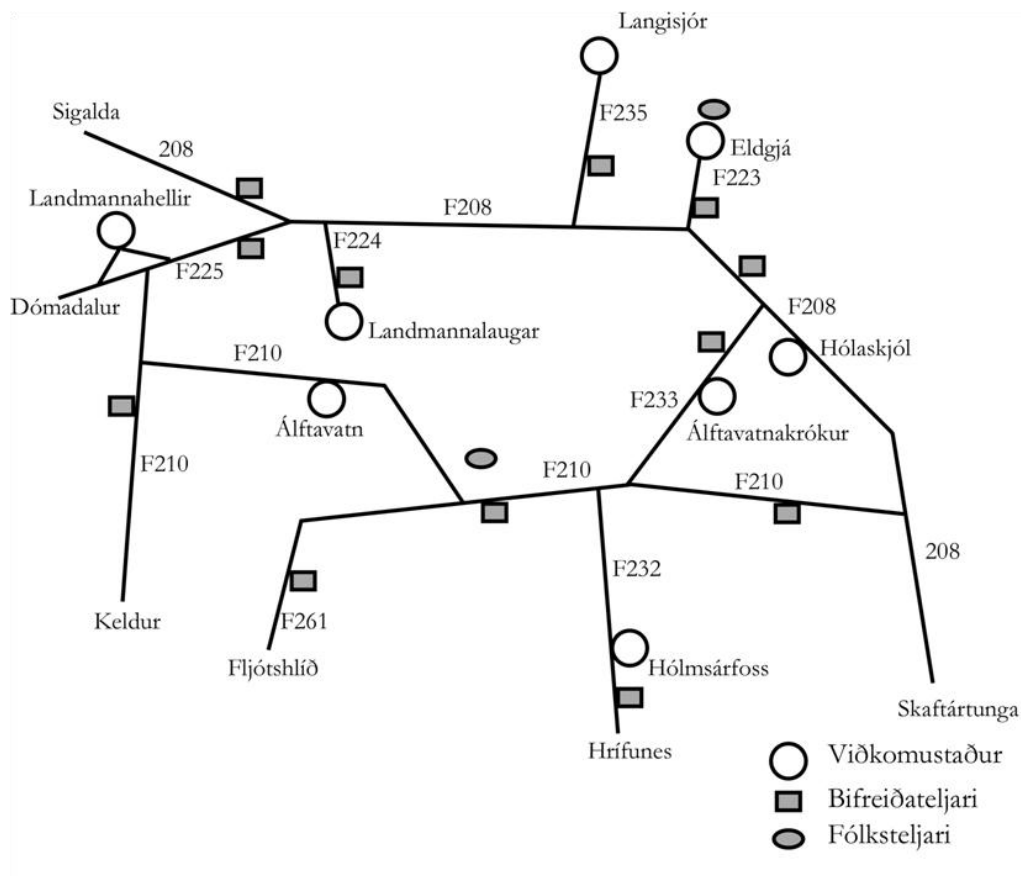 Langisjór
Sigalda
F235
208
Eldgjá
Landmannahellir
F223
F208
F224
F225
Dómadalur
F208
Landmannalaugar
Hólaskjól
F210
F233
Álftavatn
Álftavatnakrókur
F210
F210
F210
208
F232
F261
Keldur
Fljótshlíð
Hólmsárfoss
Skaftártunga
Hrífunes
Viðkomustaður
Bifreiðateljari
Fólksteljari